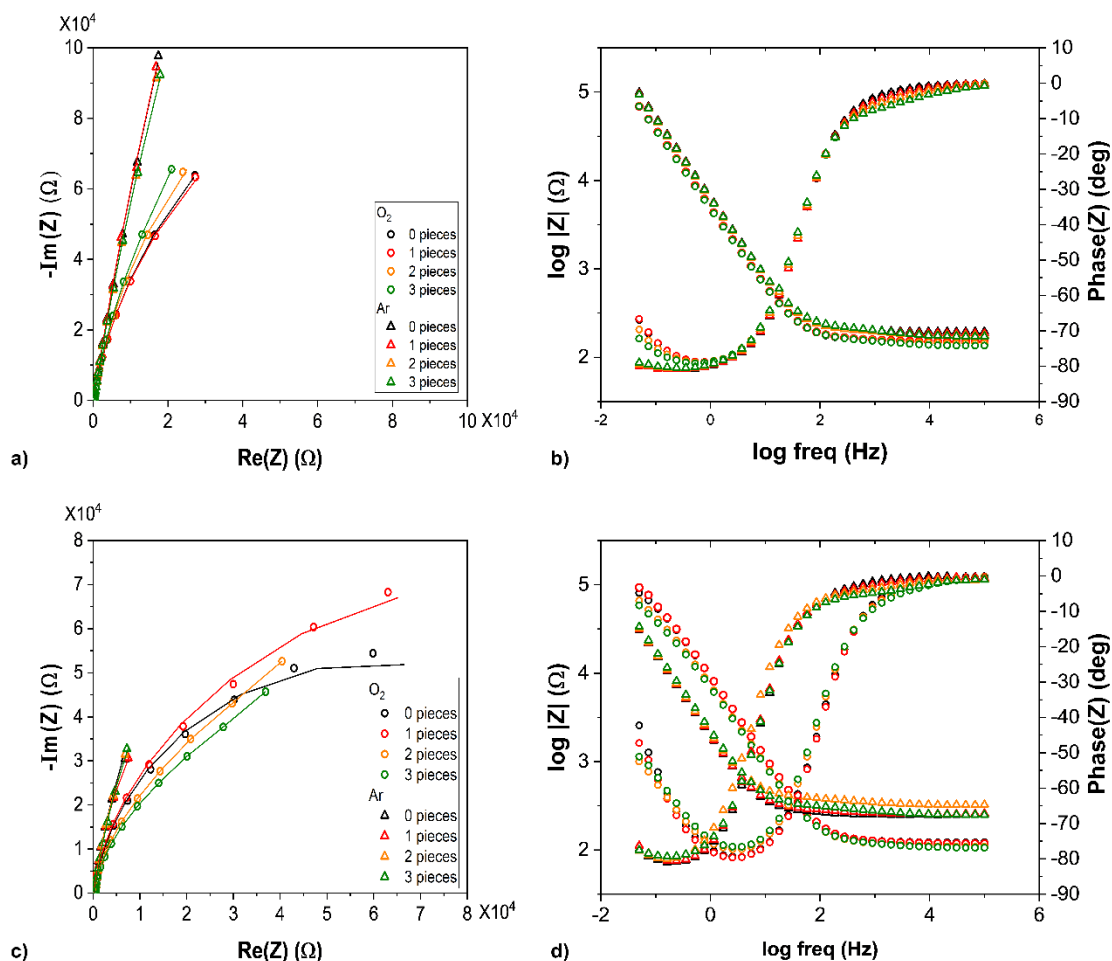 X10⁴
10
8
6
4
2
0
-Im(Z) (Ω)
0 2 4 6 8 10 X10⁴
Re(Z) (Ω)
O₂
0 pieces
1 pieces
2 pieces
3 pieces
Ar
0 pieces
1 pieces
2 pieces
3 pieces
a)
5
4
3
2
log |Z| (Ω)
10
0
-10
-20
-30
-40
-50
-60
-70
-80
-90
Phase(Z) (deg)
-2 0 2 4 6
log freq (Hz)
b)
X10⁴
8
7
6
5
4
3
2
1
0
-Im(Z) (Ω)
0 1 2 3 4 5 6 7 8 X10⁴
Re(Z) (Ω)
O₂
0 pieces
1 pieces
2 pieces
3 pieces
Ar
0 pieces
1 pieces
2 pieces
3 pieces
c)
5
4
3
2
log |Z| (Ω)
10
0
-10
-20
-30
-40
-50
-60
-70
-80
-90
Phase(Z) (deg)
-2 0 2 4 6
log freq (Hz)
d)